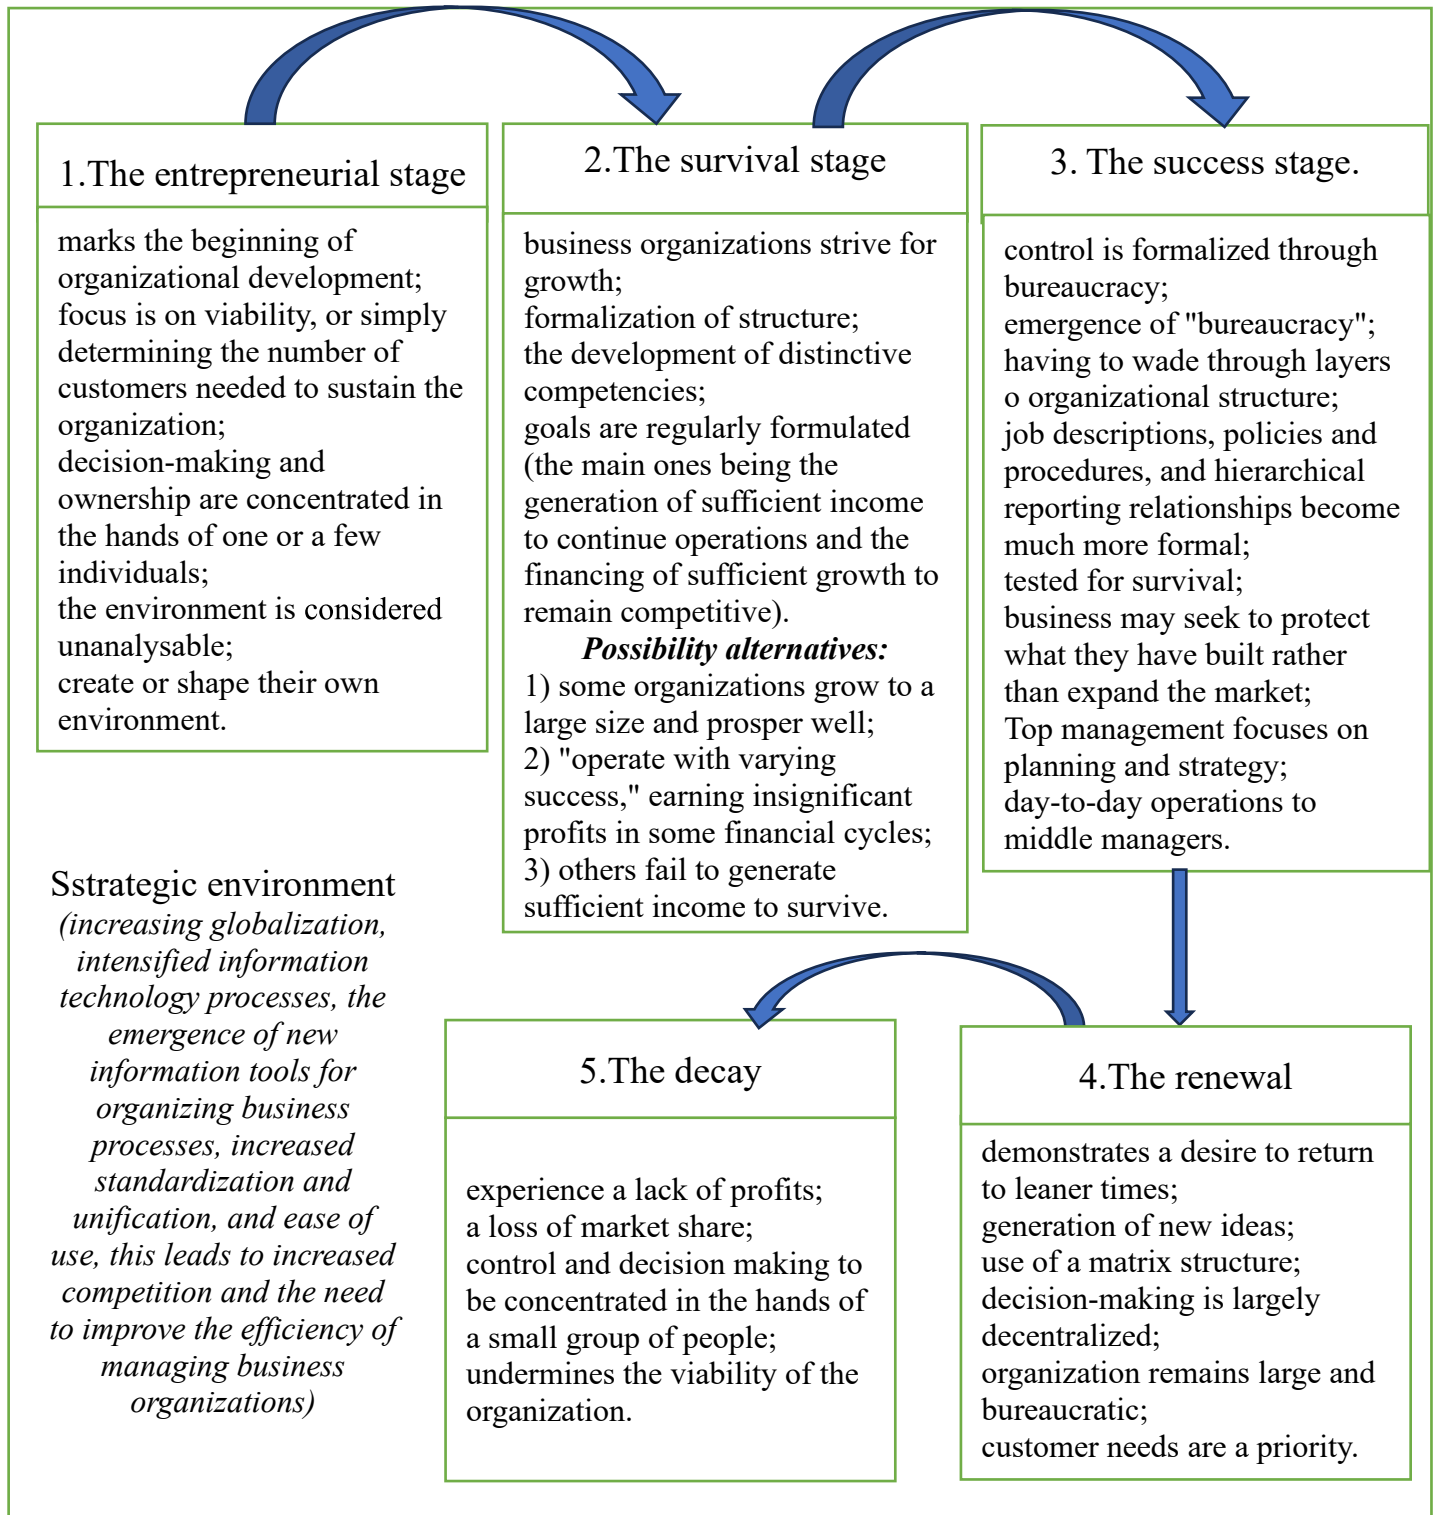 1.The entrepreneurial stage
marks the beginning of
organizational development;
focus is on viability, or simply
determining the number of
customers needed to sustain the
organization;
decision-making and
ownership are concentrated in
the hands of one or a few
individuals;
the environment is considered
unanalysable;
create or shape their own
environment.
2.The survival stage
business organizations strive for
growth;
formalization of structure;
the development of distinctive
competencies;
goals are regularly formulated
(the main ones being the
generation of sufficient income
to continue operations and the
financing of sufficient growth to
remain competitive).
Possibility alternatives:
1) some organizations grow to a
large size and prosper well;
2) "operate with varying
success," earning insignificant
profits in some financial cycles;
3) others fail to generate
sufficient income to survive.
3. The success stage.
control is formalized through
bureaucracy;
emergence of "bureaucracy";
having to wade through layers
o organizational structure;
job descriptions, policies and
procedures, and hierarchical
reporting relationships become
much more formal;
tested for survival;
business may seek to protect
what they have built rather
than expand the market;
Top management focuses on
planning and strategy;
day-to-day operations to
middle managers.
Sstrategic environment
(increasing globalization,
intensified information
technology processes, the
emergence of new
information tools for
organizing business
processes, increased
standardization and
unification, and ease of
use, this leads to increased
competition and the need
to improve the efficiency of
managing business
organizations)
5.The decay
experience a lack of profits;
a loss of market share;
control and decision making to
be concentrated in the hands of
a small group of people;
undermines the viability of the
organization.
4.The renewal
demonstrates a desire to return
to leaner times;
generation of new ideas;
use of a matrix structure;
decision-making is largely
decentralized;
organization remains large and
bureaucratic;
customer needs are a priority.